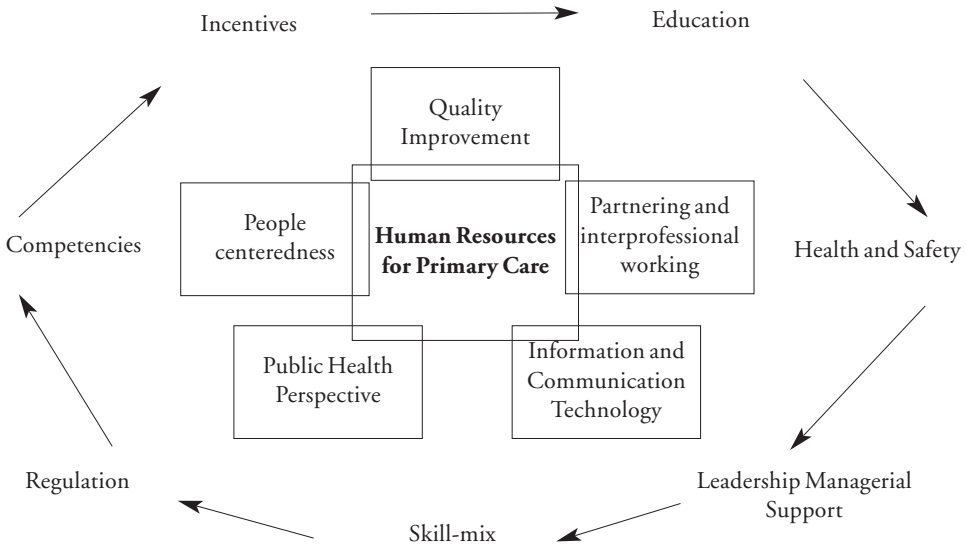 Incentives
Education
Quality
Improvement
People
centeredness
Human Resources
for Primary Care
Partnering and
interprofessional
working
Competencies
Health and Safety
Public Health
Perspective
Information and
Communication
Technology
Regulation
Leadership Managerial
Support
Skill-mix